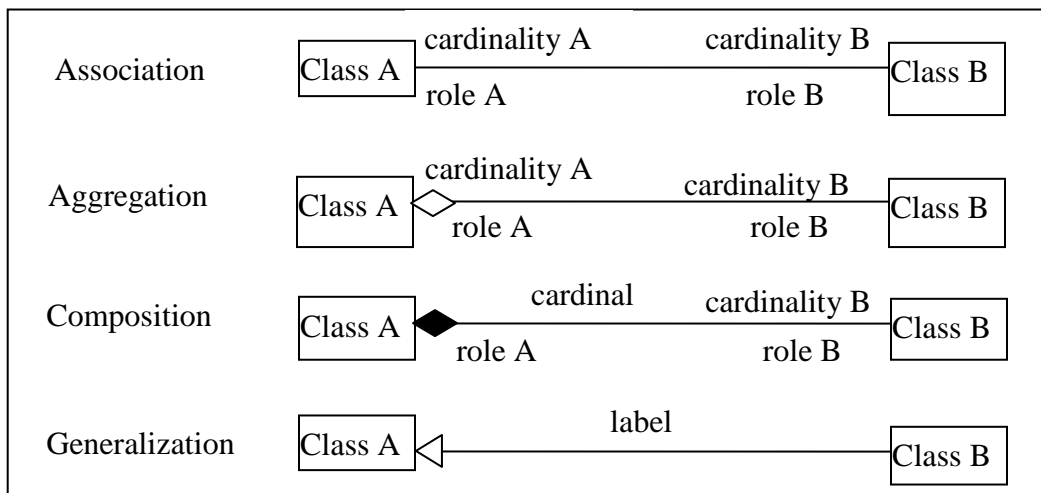 cardinality A cardinality B
Association Class A Class B
role A role B
cardinality A cardinality B
Aggregation Class A Class B
role A role B
cardinal cardinality B
Composition Class A Class B
role A role B
label
Generalization Class A Class B